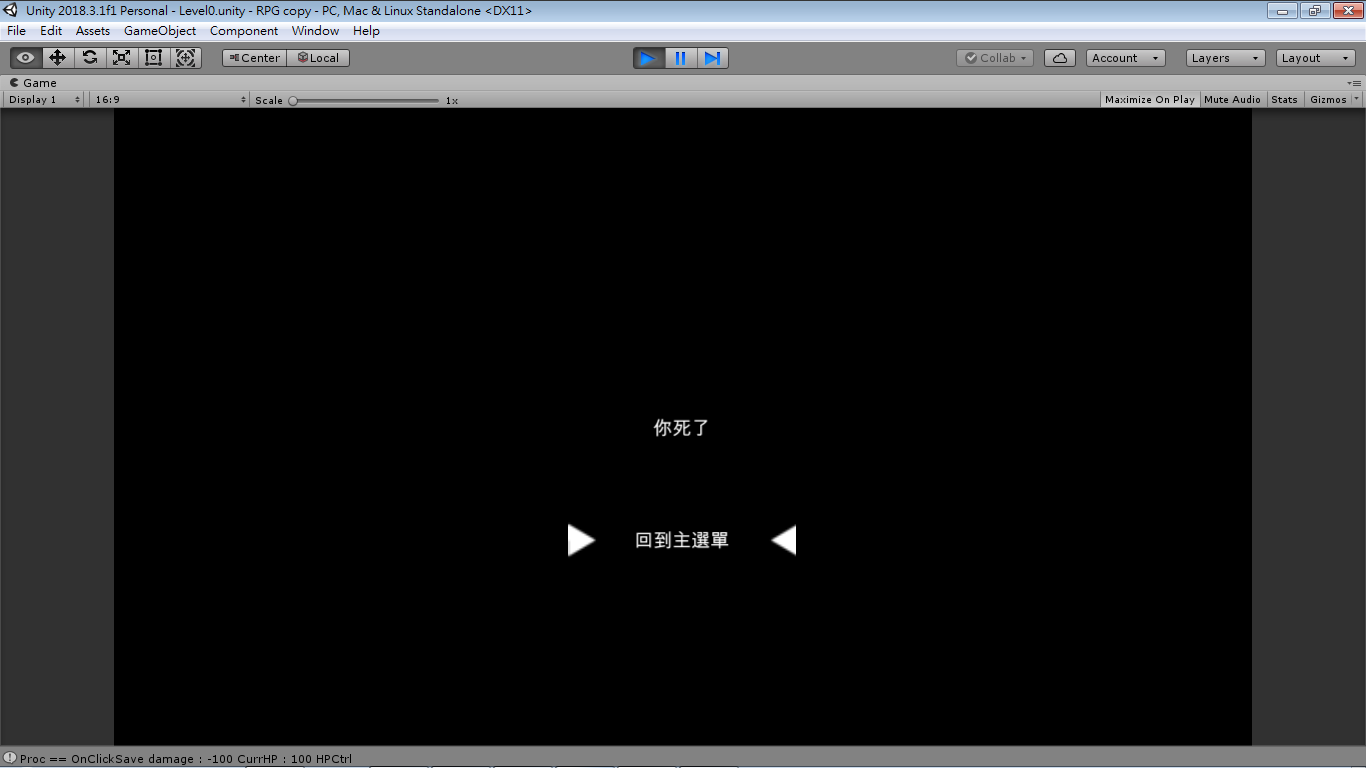 Unity 2018.3.1f1 Personal - Level0.unity - RPG copy - PC, Mac & Linux Standalone <DX11>
File Edit Assets GameObject Component Window Help
Center Local Collab Account Layers Layout
Game
Display 1 16:9 Scale 1x Maximize On Play Mute Audio Stats Gizmos
你死了
回到主選單
Proc == OnClickSave damage : -100 CurrHP : 100 HPCtrl